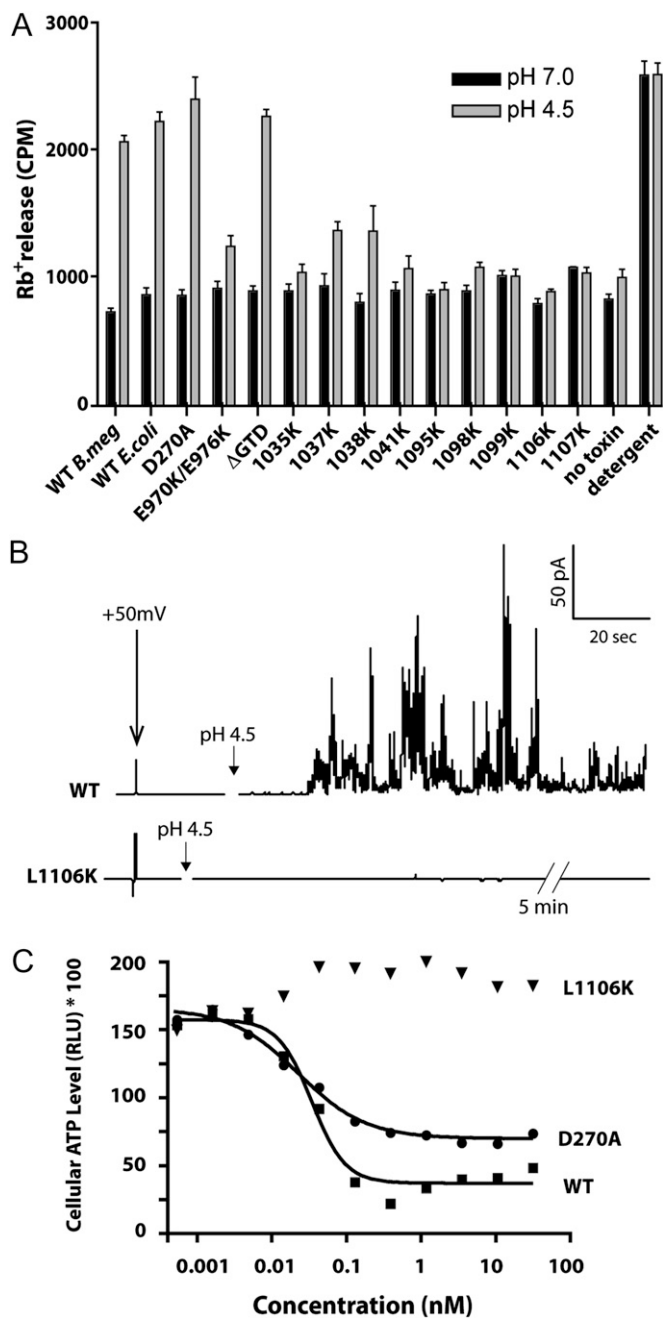 A
Rb+release (CPM)
3000
2000
1000
0
pH 7.0
pH 4.5
WT B.meg
WT E.coli
D270A
E970K/E976K
ΔGTD
1035K
1037K
1038K
1041K
1095K
1098K
1099K
1106K
1107K
no toxin
detergent
B
+50mV
pH 4.5
WT
50 pA
20 sec
pH 4.5
L1106K
5 min
C
Cellular ATP Level (RLU) * 100
200
150
100
50
0
L1106K
D270A
WT
0.001
0.01
0.1
1
10
100
Concentration (nM)